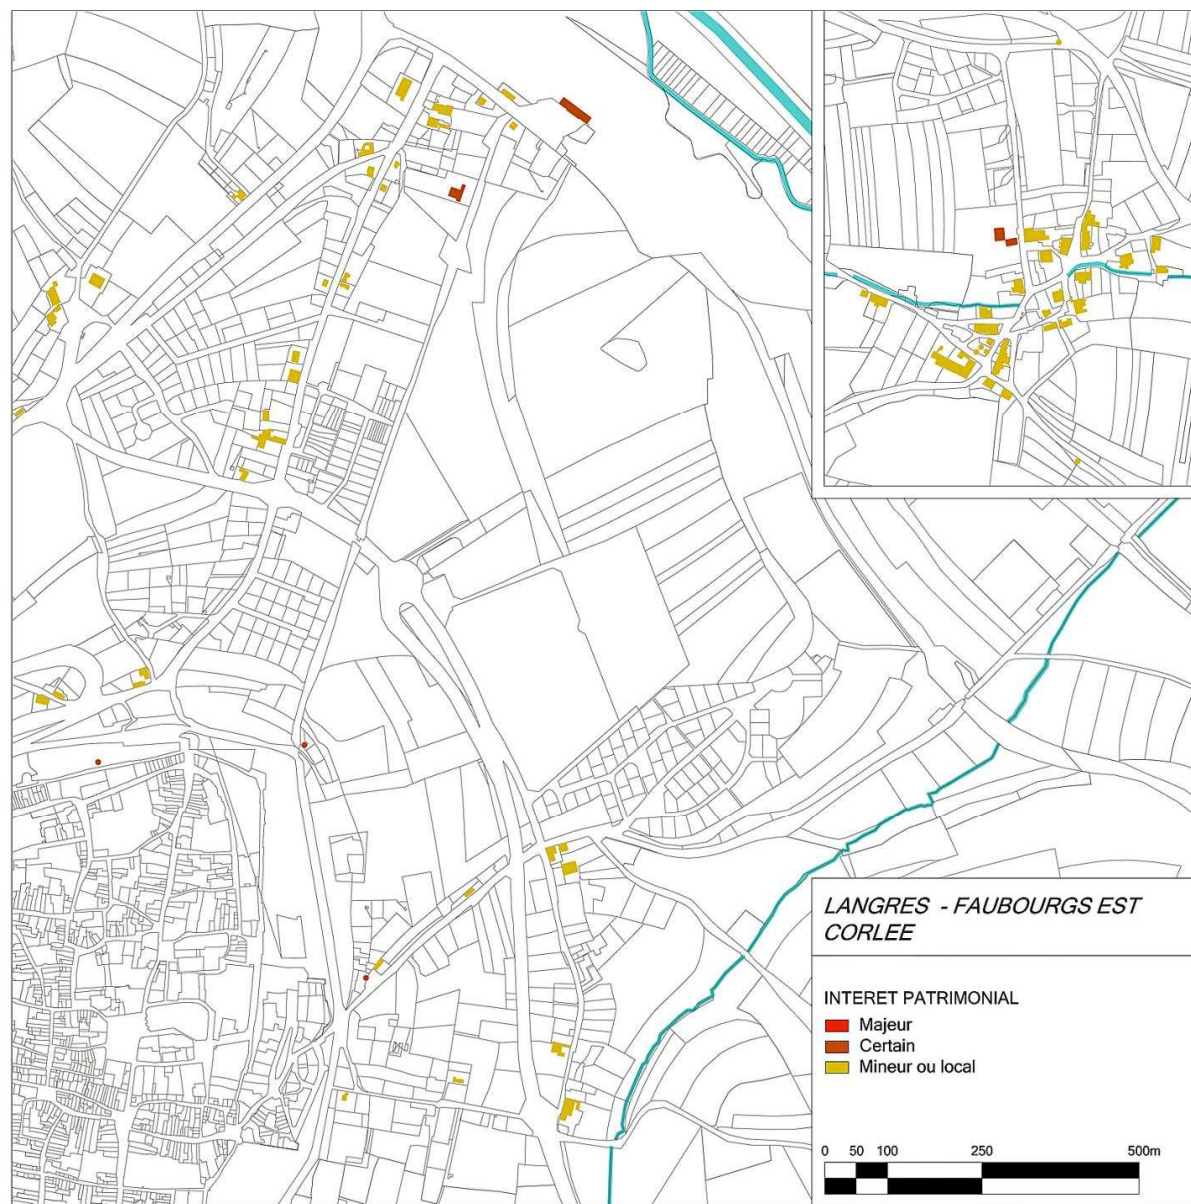 LANGRES - FAUBOURGS EST
CORLEE
INTERET PATRIMONIAL
Majeur
Certain
Mineur ou local
0 50 100 250 500m